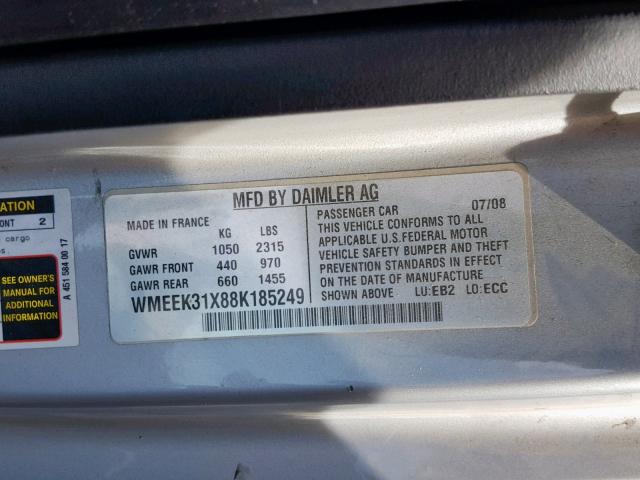 MFD BY DAIMLER AG
MADE IN FRANCE
KG LBS
GVWR 1050 2315
GAWR FRONT 440 970
GAWR REAR 660 1455
WMEEK31X88K185249
PASSENGER CAR 07/08
THIS VEHICLE CONFORMS TO ALL
APPLICABLE U.S.FEDERAL MOTOR
VEHICLE SAFETY BUMPER AND THEFT
PREVENTION STANDARDS IN EFFECT
ON THE DATE OF MANUFACTURE
SHOWN ABOVE LU:EB2 LO:ECC
ONT 2
cargo
SEE OWNER'S
MANUAL FOR
ADDITIONAL
A 451 584 00 17